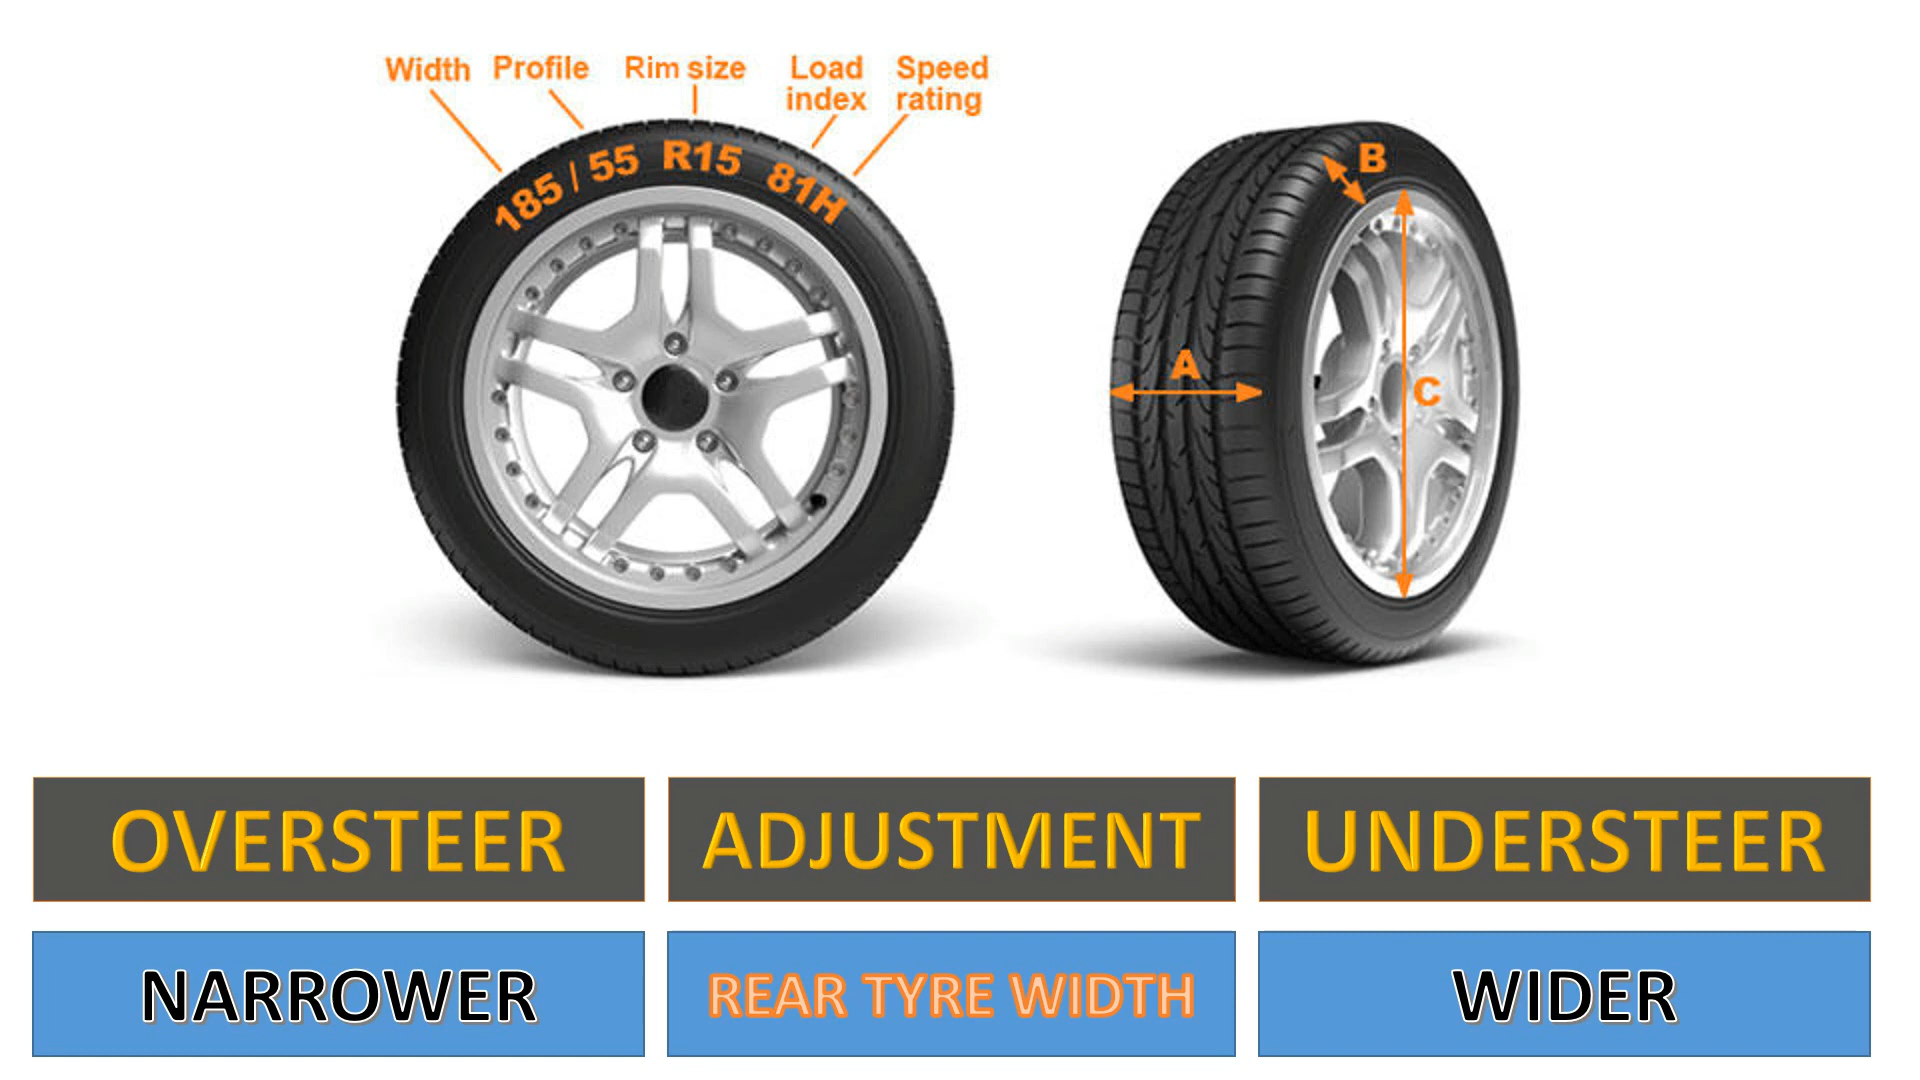 Width Profile Rim size Load index Speed rating
185 / 55 R15 81H
B
A
C
OVERSTEER ADJUSTMENT UNDERSTEER
NARROWER REAR TYRE WIDTH WIDER